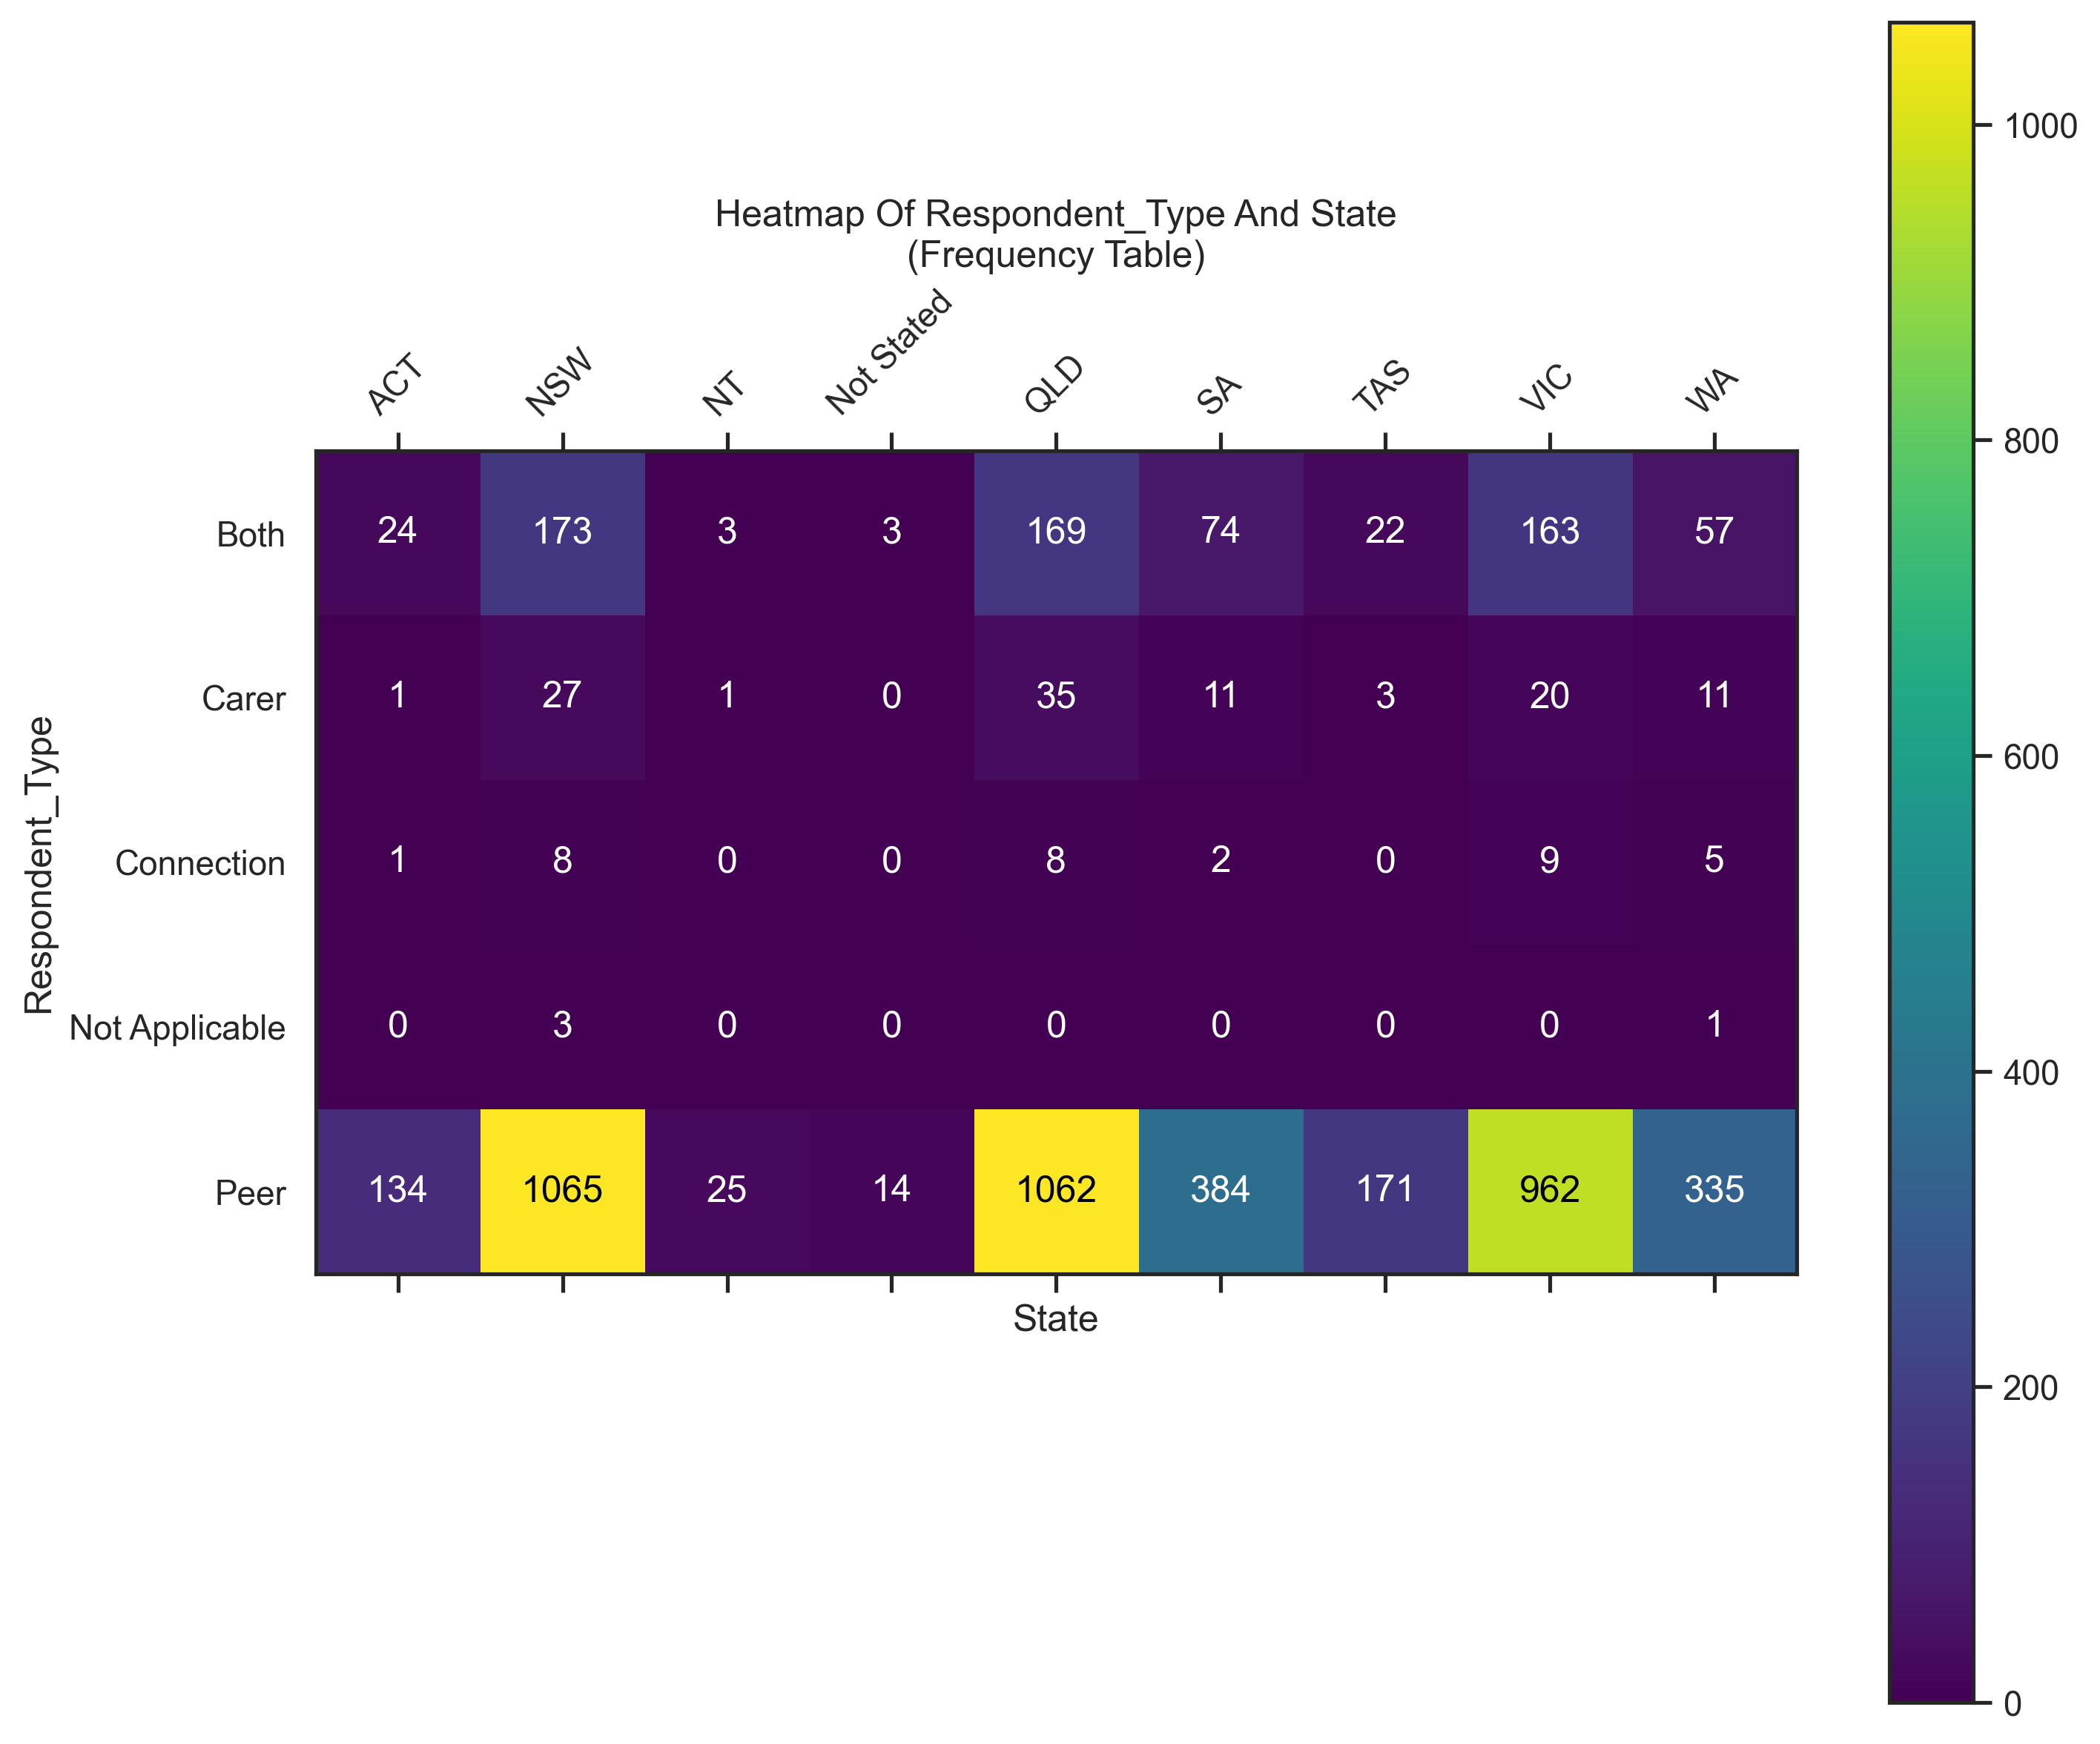 Heatmap Of Respondent_Type And State
(Frequency Table)
ACT NSW NT Not Stated QLD SA TAS VIC WA
Respondent_Type
Both 24 173 3 3 169 74 22 163 57
Carer 1 27 1 0 35 11 3 20 11
Connection 1 8 0 0 8 2 0 9 5
Not Applicable 0 3 0 0 0 0 0 0 1
Peer 134 1065 25 14 1062 384 171 962 335
State
1000
800
600
400
200
0